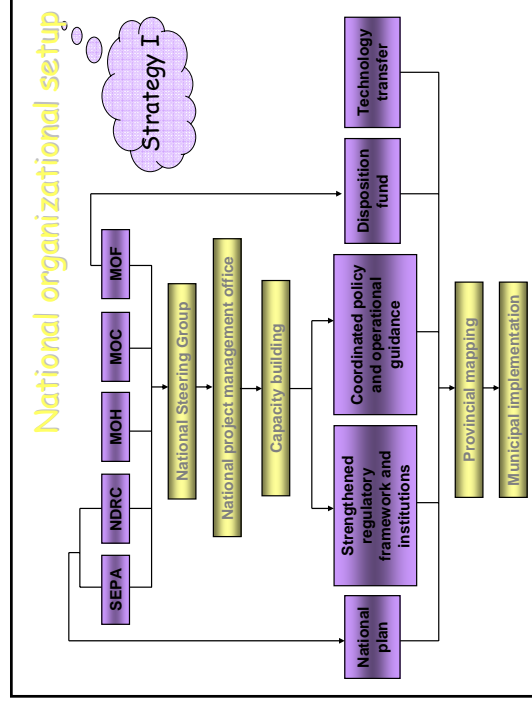 National organizational setup
Strategy I
SEPA
NDRC
MOH
MOC
MOF
National Steering Group
National project management office
Capacity building
National
plan
Strengthened
regulatory
framework and
institutions
Coordinated policy
and operational
guidance
Disposition
fund
Technology
transfer
Provincial mapping
Municipal implementation